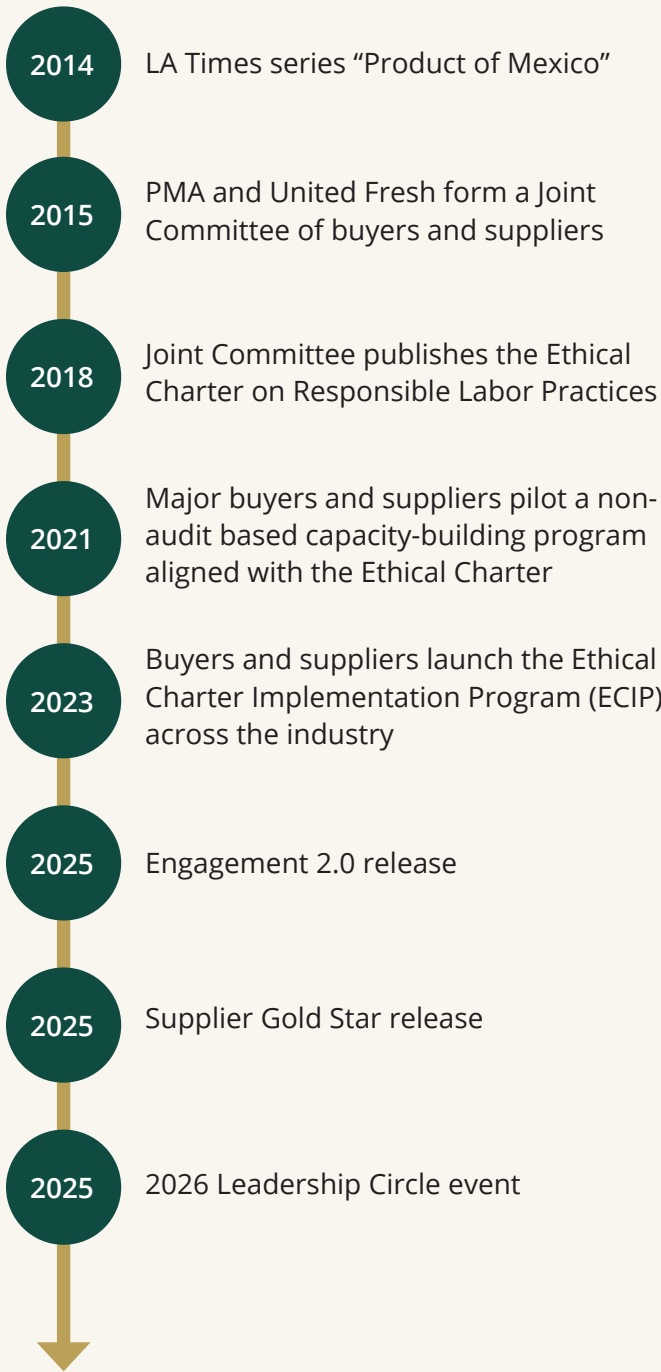 2014
LA Times series “Product of Mexico”
2015
PMA and United Fresh form a Joint
Committee of buyers and suppliers
2018
Joint Committee publishes the Ethical
Charter on Responsible Labor Practices
2021
Major buyers and suppliers pilot a non-
audit based capacity-building program
aligned with the Ethical Charter
2023
Buyers and suppliers launch the Ethical
Charter Implementation Program (ECIP)
across the industry
2025
Engagement 2.0 release
2025
Supplier Gold Star release
2025
2026 Leadership Circle event